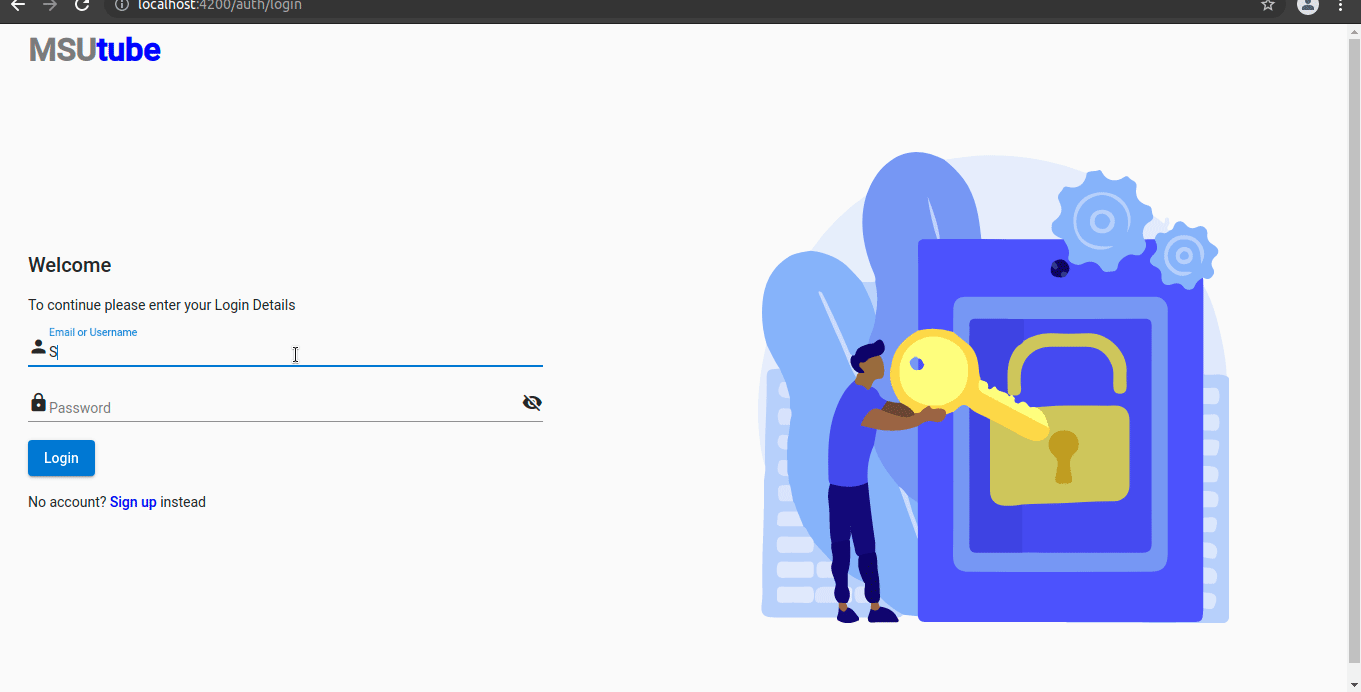 localhost:4200/auth/login
MSUtube
Welcome
To continue please enter your Login Details
Email or Username
S
Password
Login
No account? Sign up instead